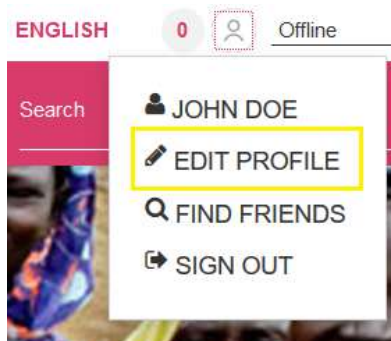 ENGLISH 0 Offline
Search
JOHN DOE
EDIT PROFILE
FIND FRIENDS
SIGN OUT